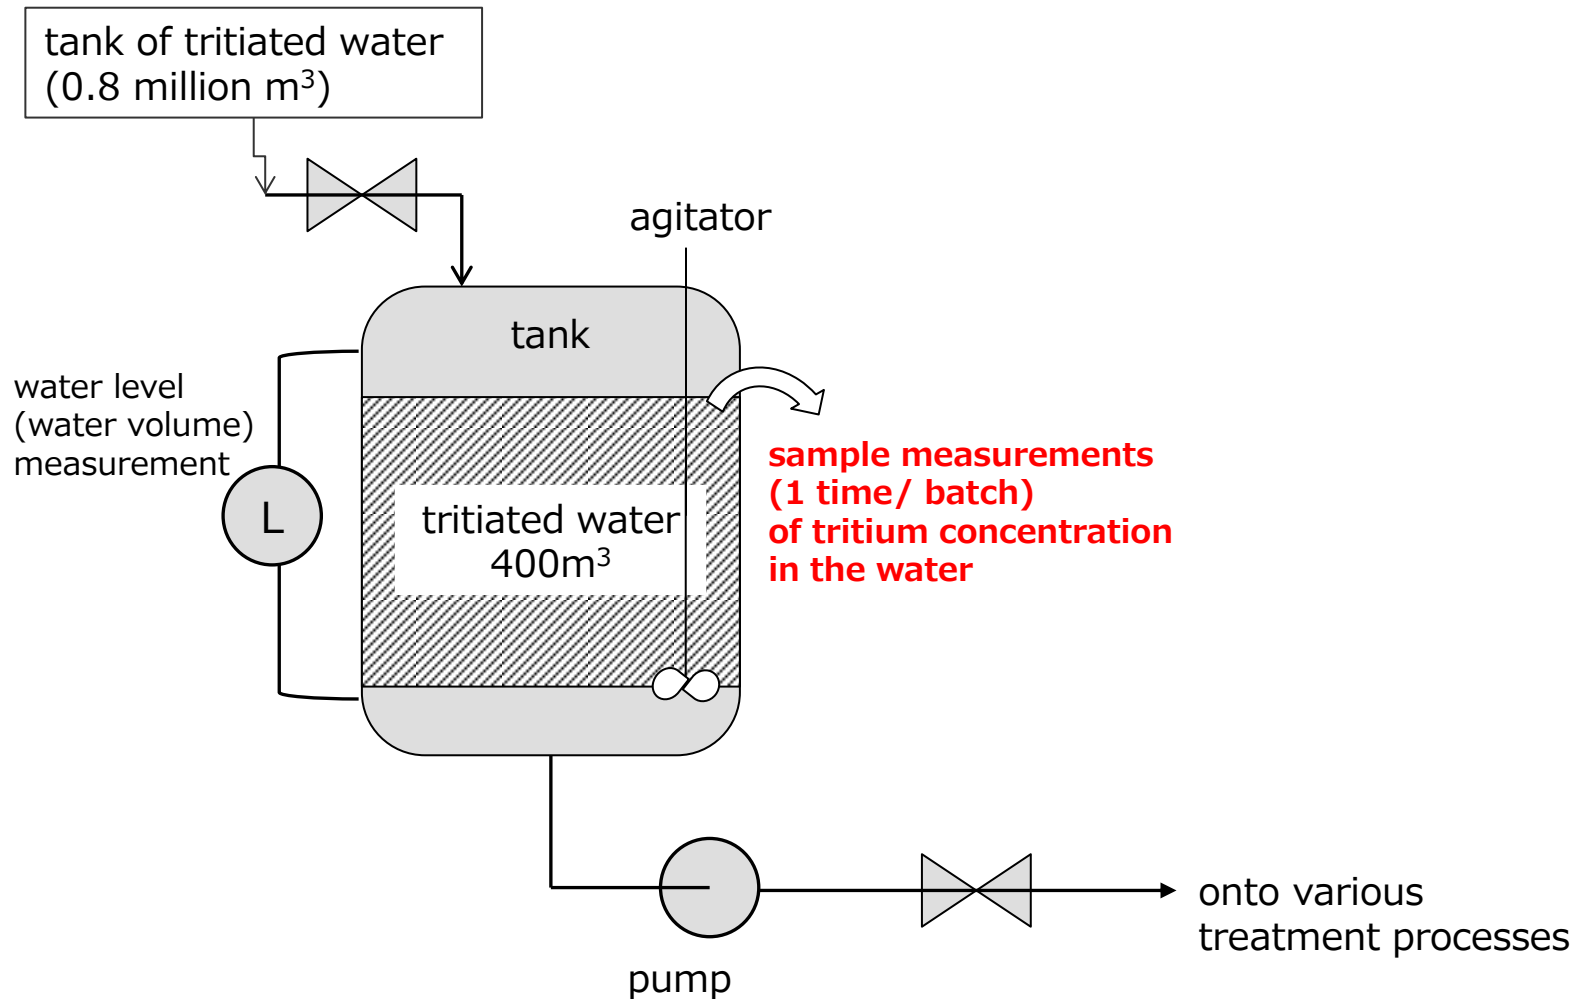 tank of tritiated water
(0.8 million m³)
agitator
tank
water level
(water volume)
measurement
L
tritiated water
400m³
sample measurements
(1 time/ batch)
of tritium concentration
in the water
onto various
treatment processes
pump